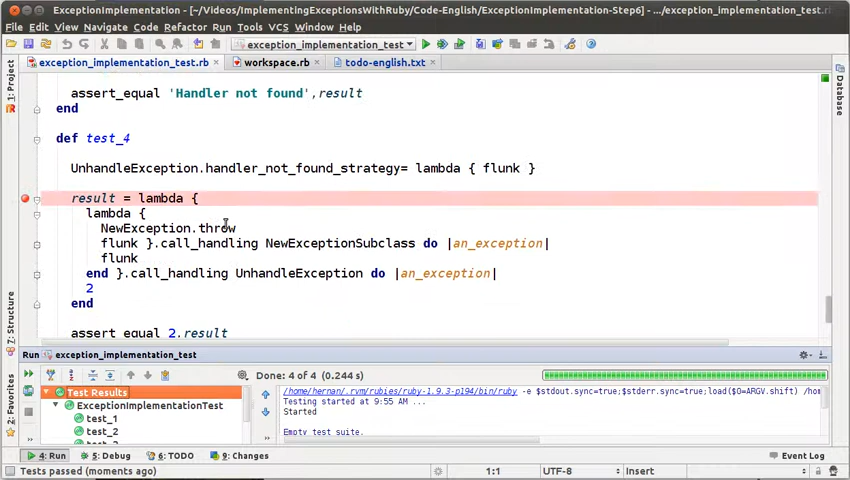 ExceptionImplementation - [~/Videos/ImplementingExceptionsWithRuby/Code-English/ExceptionImplementation-Step6] - .../exception_implementation_test.r
File Edit View Navigate Code Refactor Run Tools VCS Window Help
exception_implementation_test
exception_implementation_test.rb workspace.rb todo-english.txt
1: Project
Database
assert_equal 'Handler not found',result
end
def test_4
UnhandleException.handler_not_found_strategy= lambda { flunk }
result = lambda {
lambda {
NewException.throw
flunk }.call_handling NewExceptionSubclass do |an_exception|
flunk
end }.call_handling UnhandleException do |an_exception|
2
end
assert_equal 2,result
7: Structure
2: Favorites
Run exception_implementation_test
Done: 4 of 4 (0.244 s)
Test Results
ExceptionImplementationTest
test_1
test_2
/home/hernan/.rvm/rubies/ruby-1.9.3-p194/bin/ruby -e $stdout.sync=true;$stderr.sync=true;load($0=ARGV.shift) /ho
Testing started at 9:55 AM ...
Started
Empty test suite.
4: Run 5: Debug 6: TODO 9: Changes Event Log
Tests passed (moments ago) 1:1 UTF-8 Insert